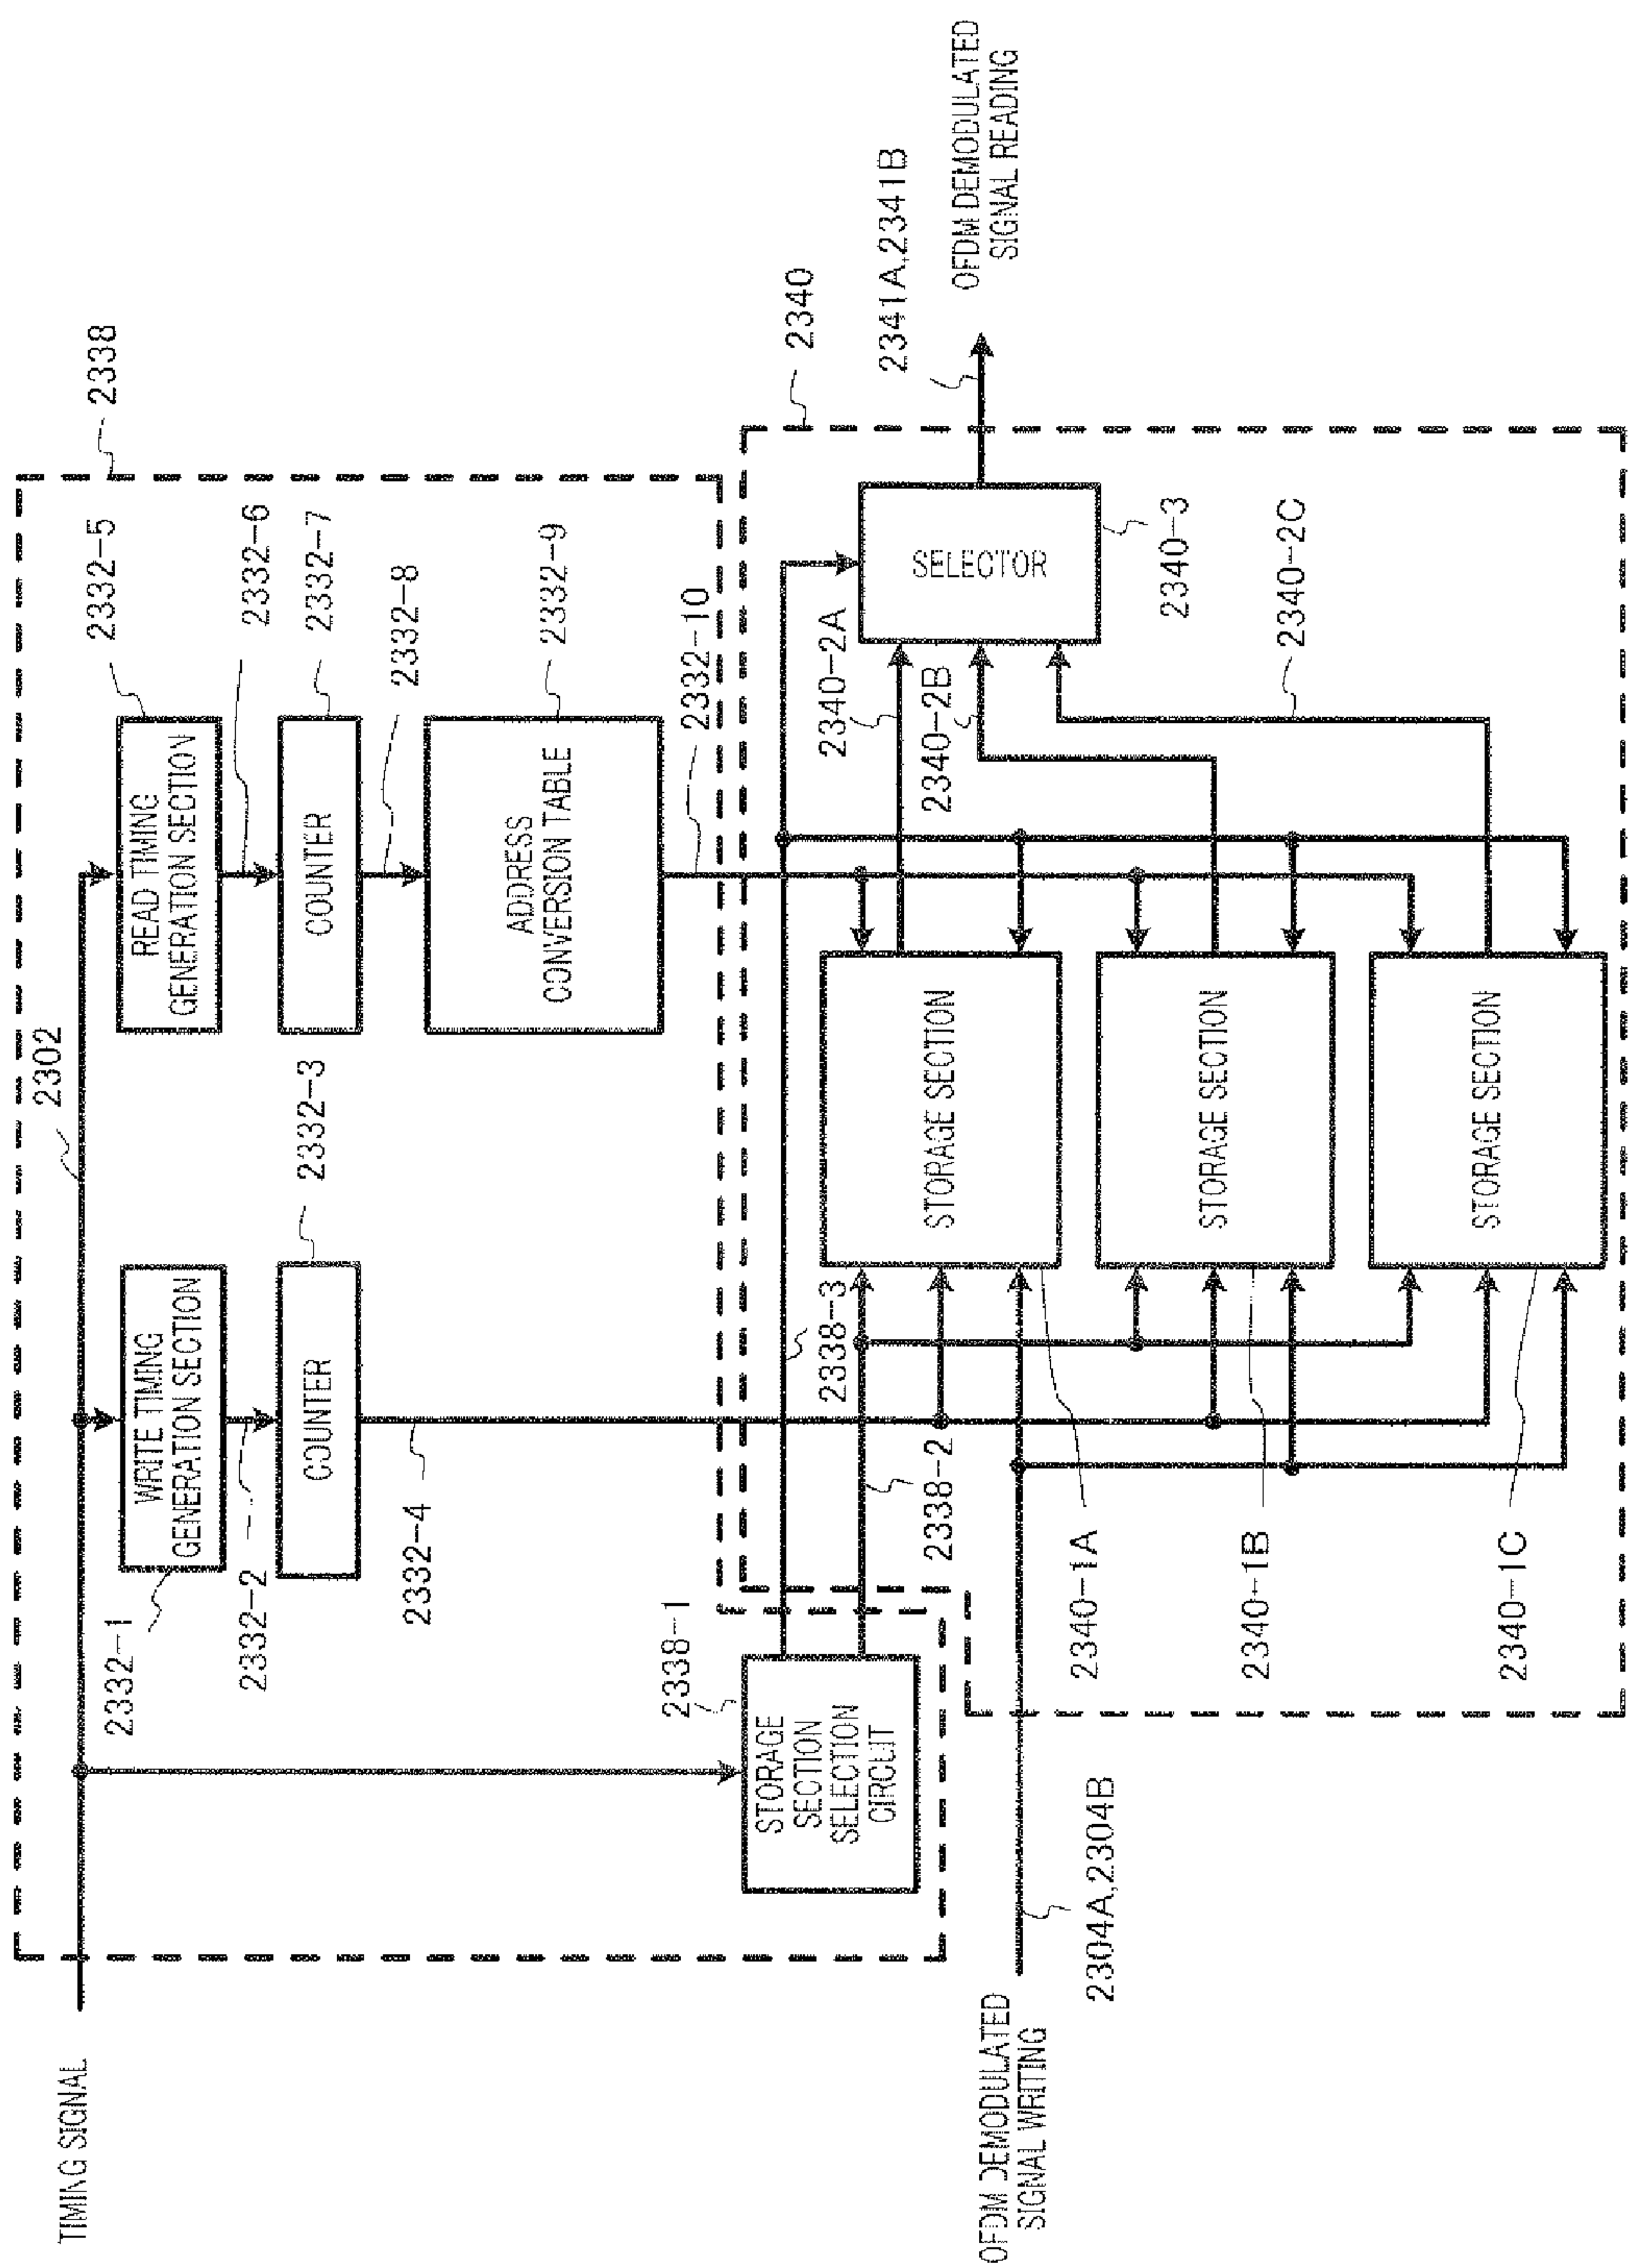 TIMING SIGNAL
2302
2338
WRITE TIMING
GENERATION SECTION
2332-1
2332-2
COUNTER
2332-3
2332-4
READ TIMING
GENERATION SECTION
2332-5
2332-6
COUNTER
2332-7
2332-8
ADDRESS
CONVERSION TABLE
2332-9
2332-10
STORAGE
SECTION
SELECTION
CIRCUIT
2338-1
2338-3
2338-2
2340
STORAGE SECTION
2340-1A
STORAGE SECTION
2340-1B
STORAGE SECTION
2340-1C
2340-2A
2340-2B
2340-2C
SELECTOR
2340-3
2341A,2341B
OFDM DEMODULATED
SIGNAL READING
OFDM DEMODULATED
SIGNAL WRITING
2304A,2304B